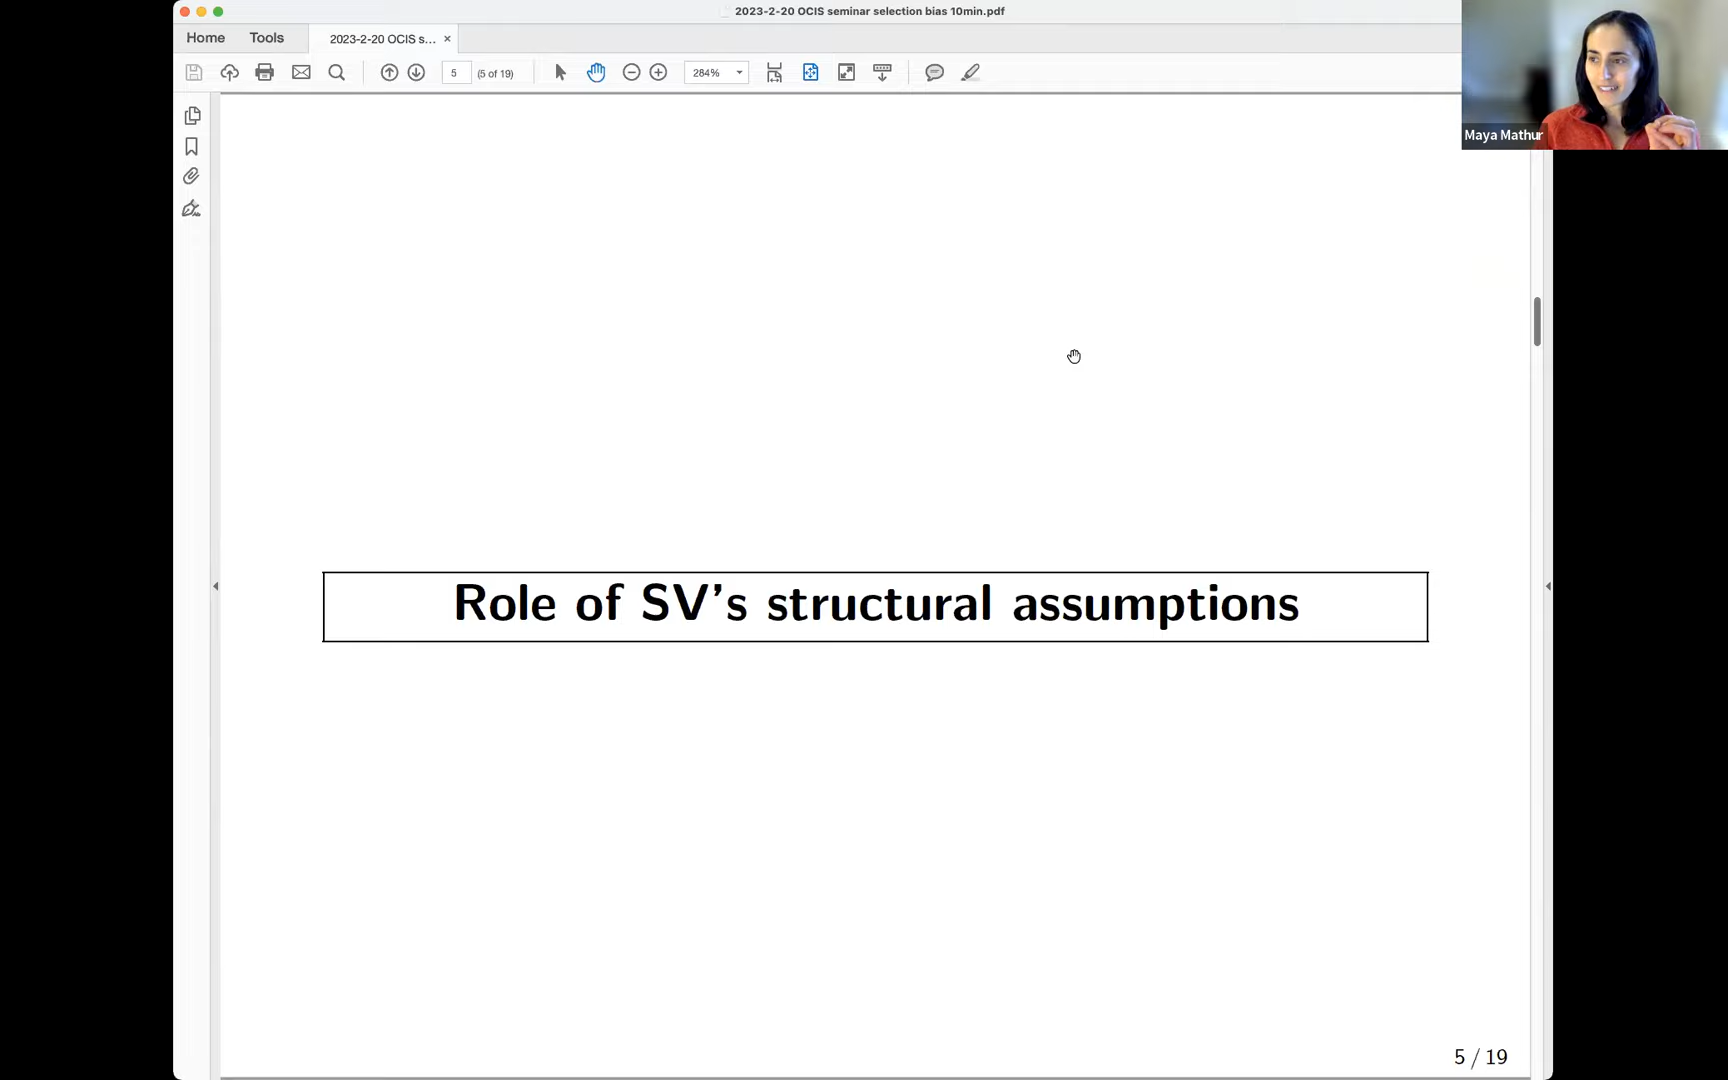 2023-2-20 OCIS seminar selection bias 10min.pdf
Home Tools 2023-2-20 OCIS s... ×
5 (5 of 19) 284%
Maya Mathur
Role of SV's structural assumptions
5 / 19